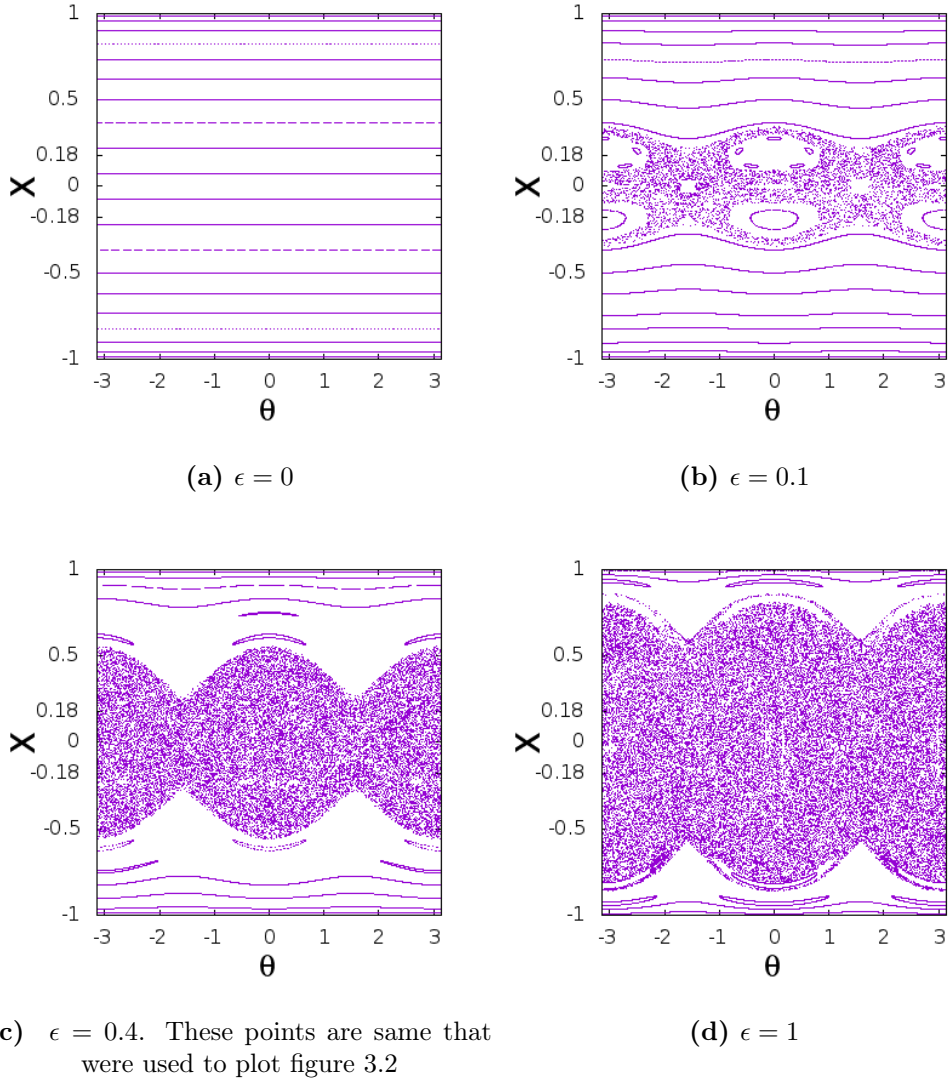 1
0.5
0.18
0
-0.18
-0.5
-1
X
-3 -2 -1 0 1 2 3
θ
(a) ϵ = 0
1
0.5
0.18
0
-0.18
-0.5
-1
X
-3 -2 -1 0 1 2 3
θ
(b) ϵ = 0.1
1
0.5
0.18
0
-0.18
-0.5
-1
X
-3 -2 -1 0 1 2 3
θ
c) ϵ = 0.4. These points are same that
were used to plot figure 3.2
1
0.5
0.18
0
-0.18
-0.5
-1
X
-3 -2 -1 0 1 2 3
θ
(d) ϵ = 1